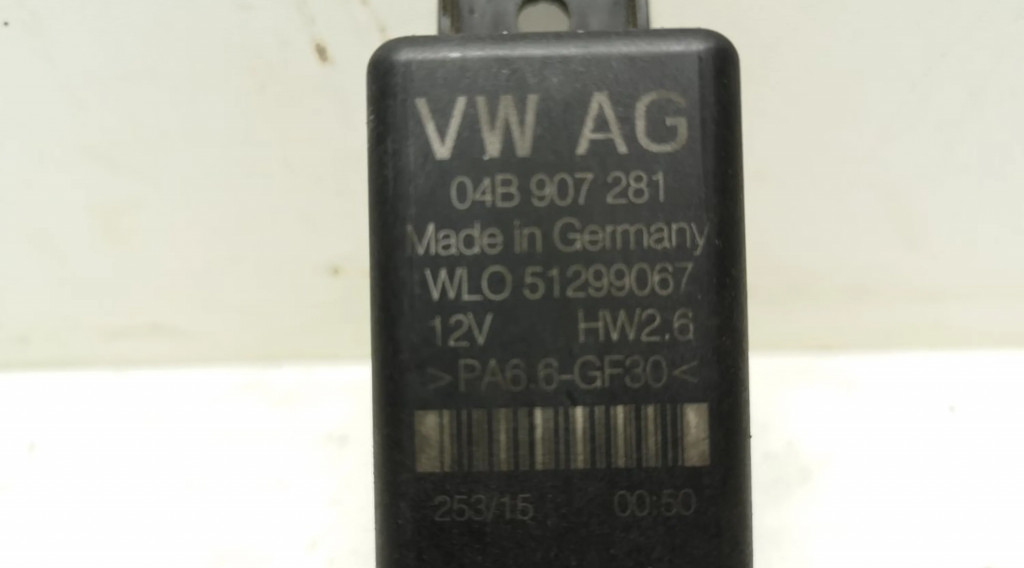 VW AG
04B 907 281
Made in Germany
WLO 51299067
12V HW2.6
>PA6.6-GF30<
253/15 00:50